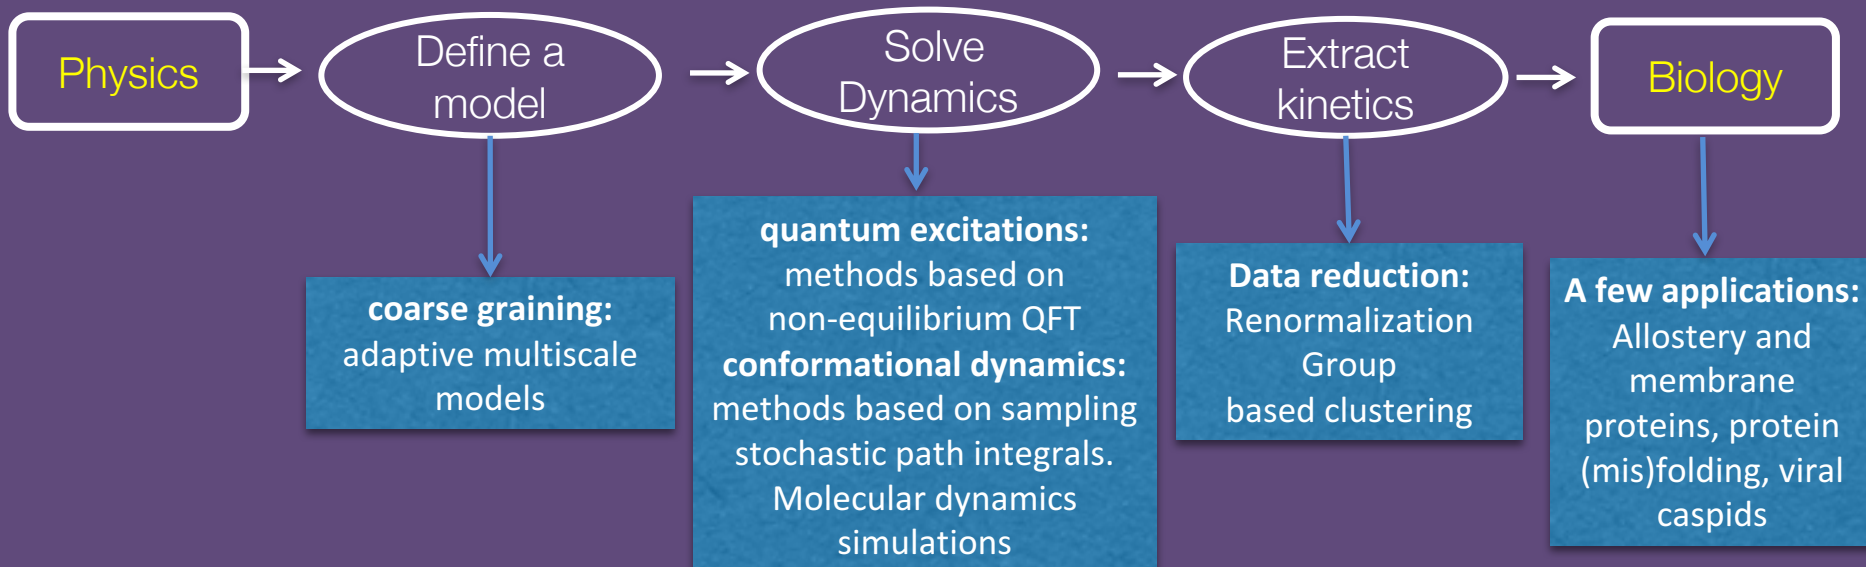 Physics
Define a
model
Solve
Dynamics
Extract
kinetics
Biology
coarse graining:
adaptive multiscale
models
quantum excitations:
methods based on
non-equilibrium QFT
conformational dynamics:
methods based on sampling
stochastic path integrals.
Molecular dynamics
simulations
Data reduction:
Renormalization
Group
based clustering
A few applications:
Allostery and
membrane
proteins, protein
(mis)folding, viral
caspids